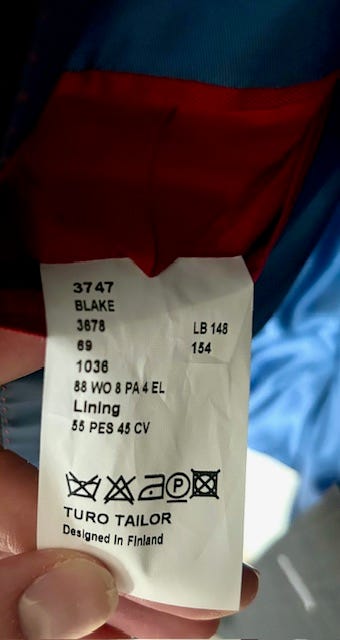 3747
BLAKE
3678 LB 148
69 154
1036
88 WO 8 PA 4 EL
Lining
55 PES 45 CV
P
TURO TAILOR
Designed in Finland